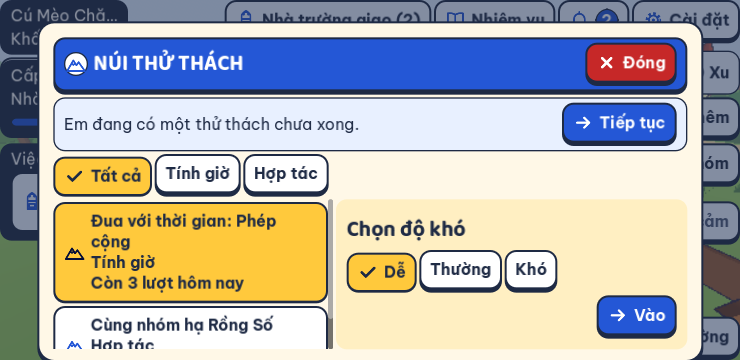 Cú Mèo Chă...
Nhà trường giao (2)
Nhiệm vụ
2
Cài đặt
Cấp
Nhà
Xu
Việ
NÚI THỬ THÁCH
Đóng
Em đang có một thử thách chưa xong.
Tiếp tục
Tất cả
Tính giờ
Hợp tác
Đua với thời gian: Phép
cộng
Tính giờ
Còn 3 lượt hôm nay
Cùng nhóm hạ Rồng Số
Hợp tác
Chọn độ khó
Dễ
Thường
Khó
Vào